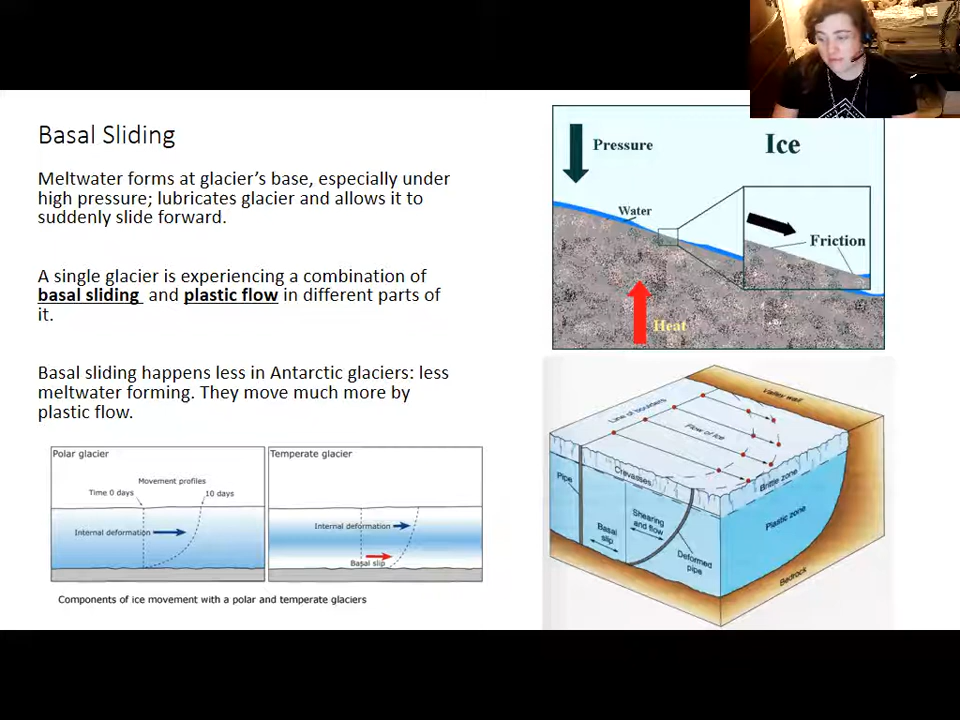 Basal Sliding
Meltwater forms at glacier's base, especially under
high pressure; lubricates glacier and allows it to
suddenly slide forward.
A single glacier is experiencing a combination of
basal sliding and plastic flow in different parts of
it.
Basal sliding happens less in Antarctic glaciers: less
meltwater forming. They move much more by
plastic flow.
Polar glacier
Movement profiles
Time 0 days
10 days
Internal deformation
Temperate glacier
Internal deformation
Basal slip
Components of ice movement with a polar and temperate glaciers
Pressure
Ice
Water
Friction
Heat
Valley wall
Line of boulders
Flow of ice
Crevasses
Brittle zone
Pipe
Basal
slip
Shearing
and flow
Deformed
pipe
Plastic zone
Bedrock